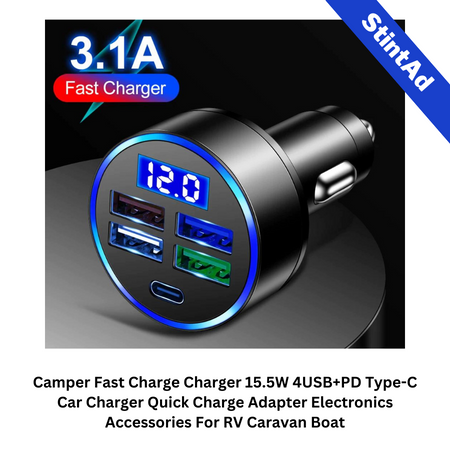 3.1A
Fast Charger
StintAd
12.0
Camper Fast Charge Charger 15.5W 4USB+PD Type-C
Car Charger Quick Charge Adapter Electronics
Accessories For RV Caravan Boat